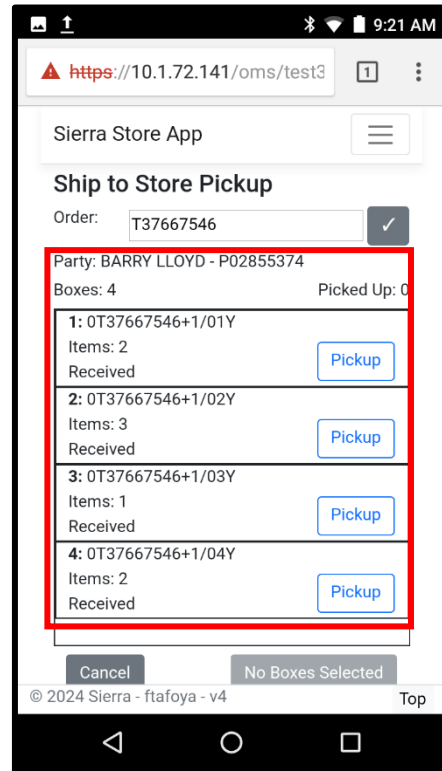 9:21 AM
https://10.1.72.141/oms/test3
1
Sierra Store App
Ship to Store Pickup
Order: T37667546 ✓
Party: BARRY LLOYD - P02855374
Boxes: 4 Picked Up: 0
1: 0T37667546+1/01Y
Items: 2
Received Pickup
2: 0T37667546+1/02Y
Items: 3
Received Pickup
3: 0T37667546+1/03Y
Items: 1
Received Pickup
4: 0T37667546+1/04Y
Items: 2
Received Pickup
Cancel No Boxes Selected
© 2024 Sierra - ftafoya - v4 Top